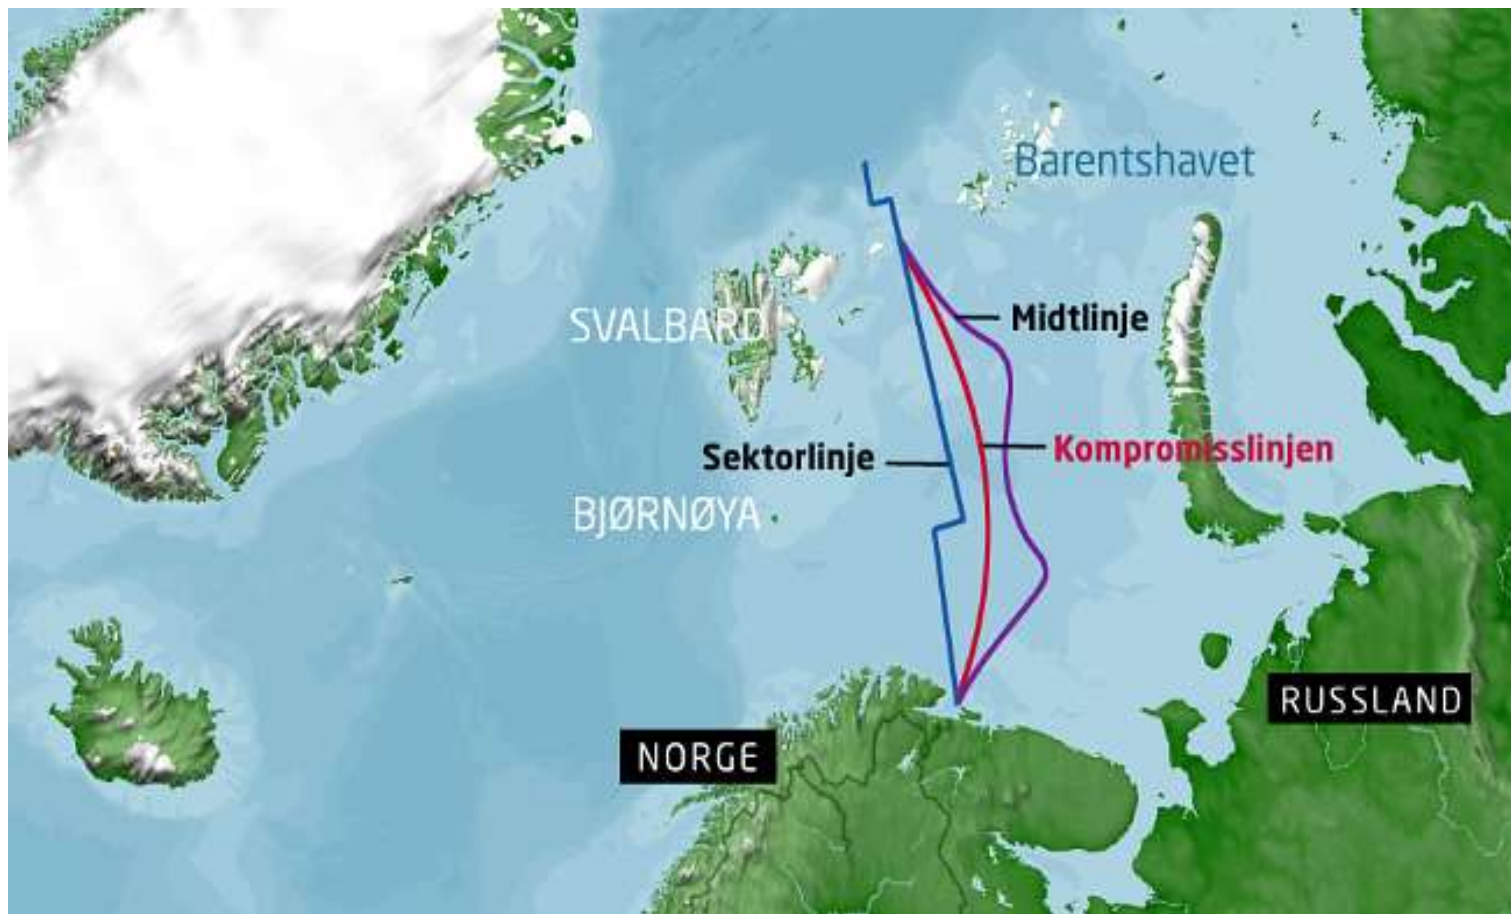 Barentshavet
SVALBARD
Midtlinje
Sektorlinje
Kompromisslinjen
BJØRNØYA
RUSSLAND
NORGE